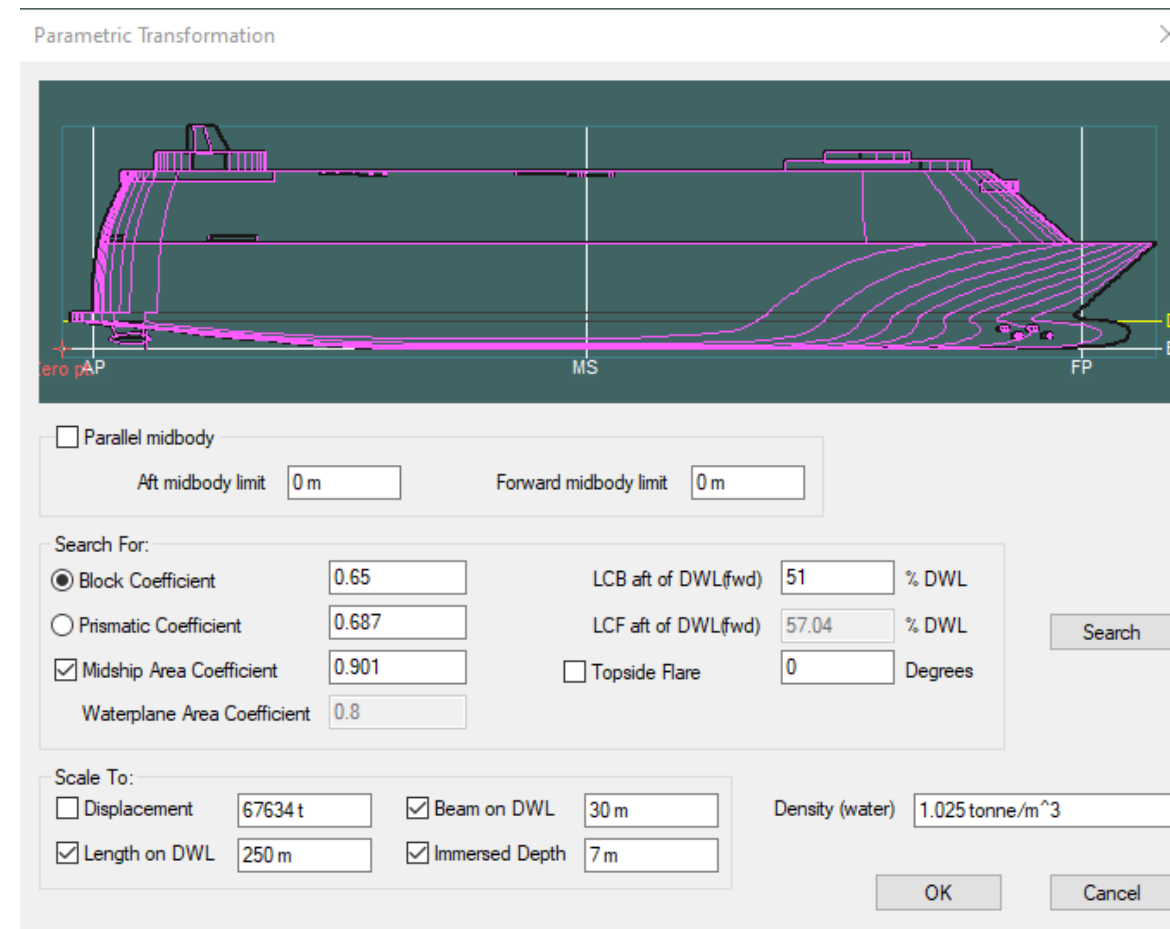 Parametric Transformation
ero pt
AP
MS
FP
Parallel midbody
Aft midbody limit 0 m Forward midbody limit 0 m
Search For:
Block Coefficient 0.65 LCB aft of DWL(fwd) 51 % DWL
Prismatic Coefficient 0.687 LCF aft of DWL(fwd) 57.04 % DWL
Search
Midship Area Coefficient 0.901 Topside Flare 0 Degrees
Waterplane Area Coefficient 0.8
Scale To:
Displacement 67634 t Beam on DWL 30 m Density (water) 1.025 tonne/m^3
Length on DWL 250 m Immersed Depth 7 m
OK Cancel